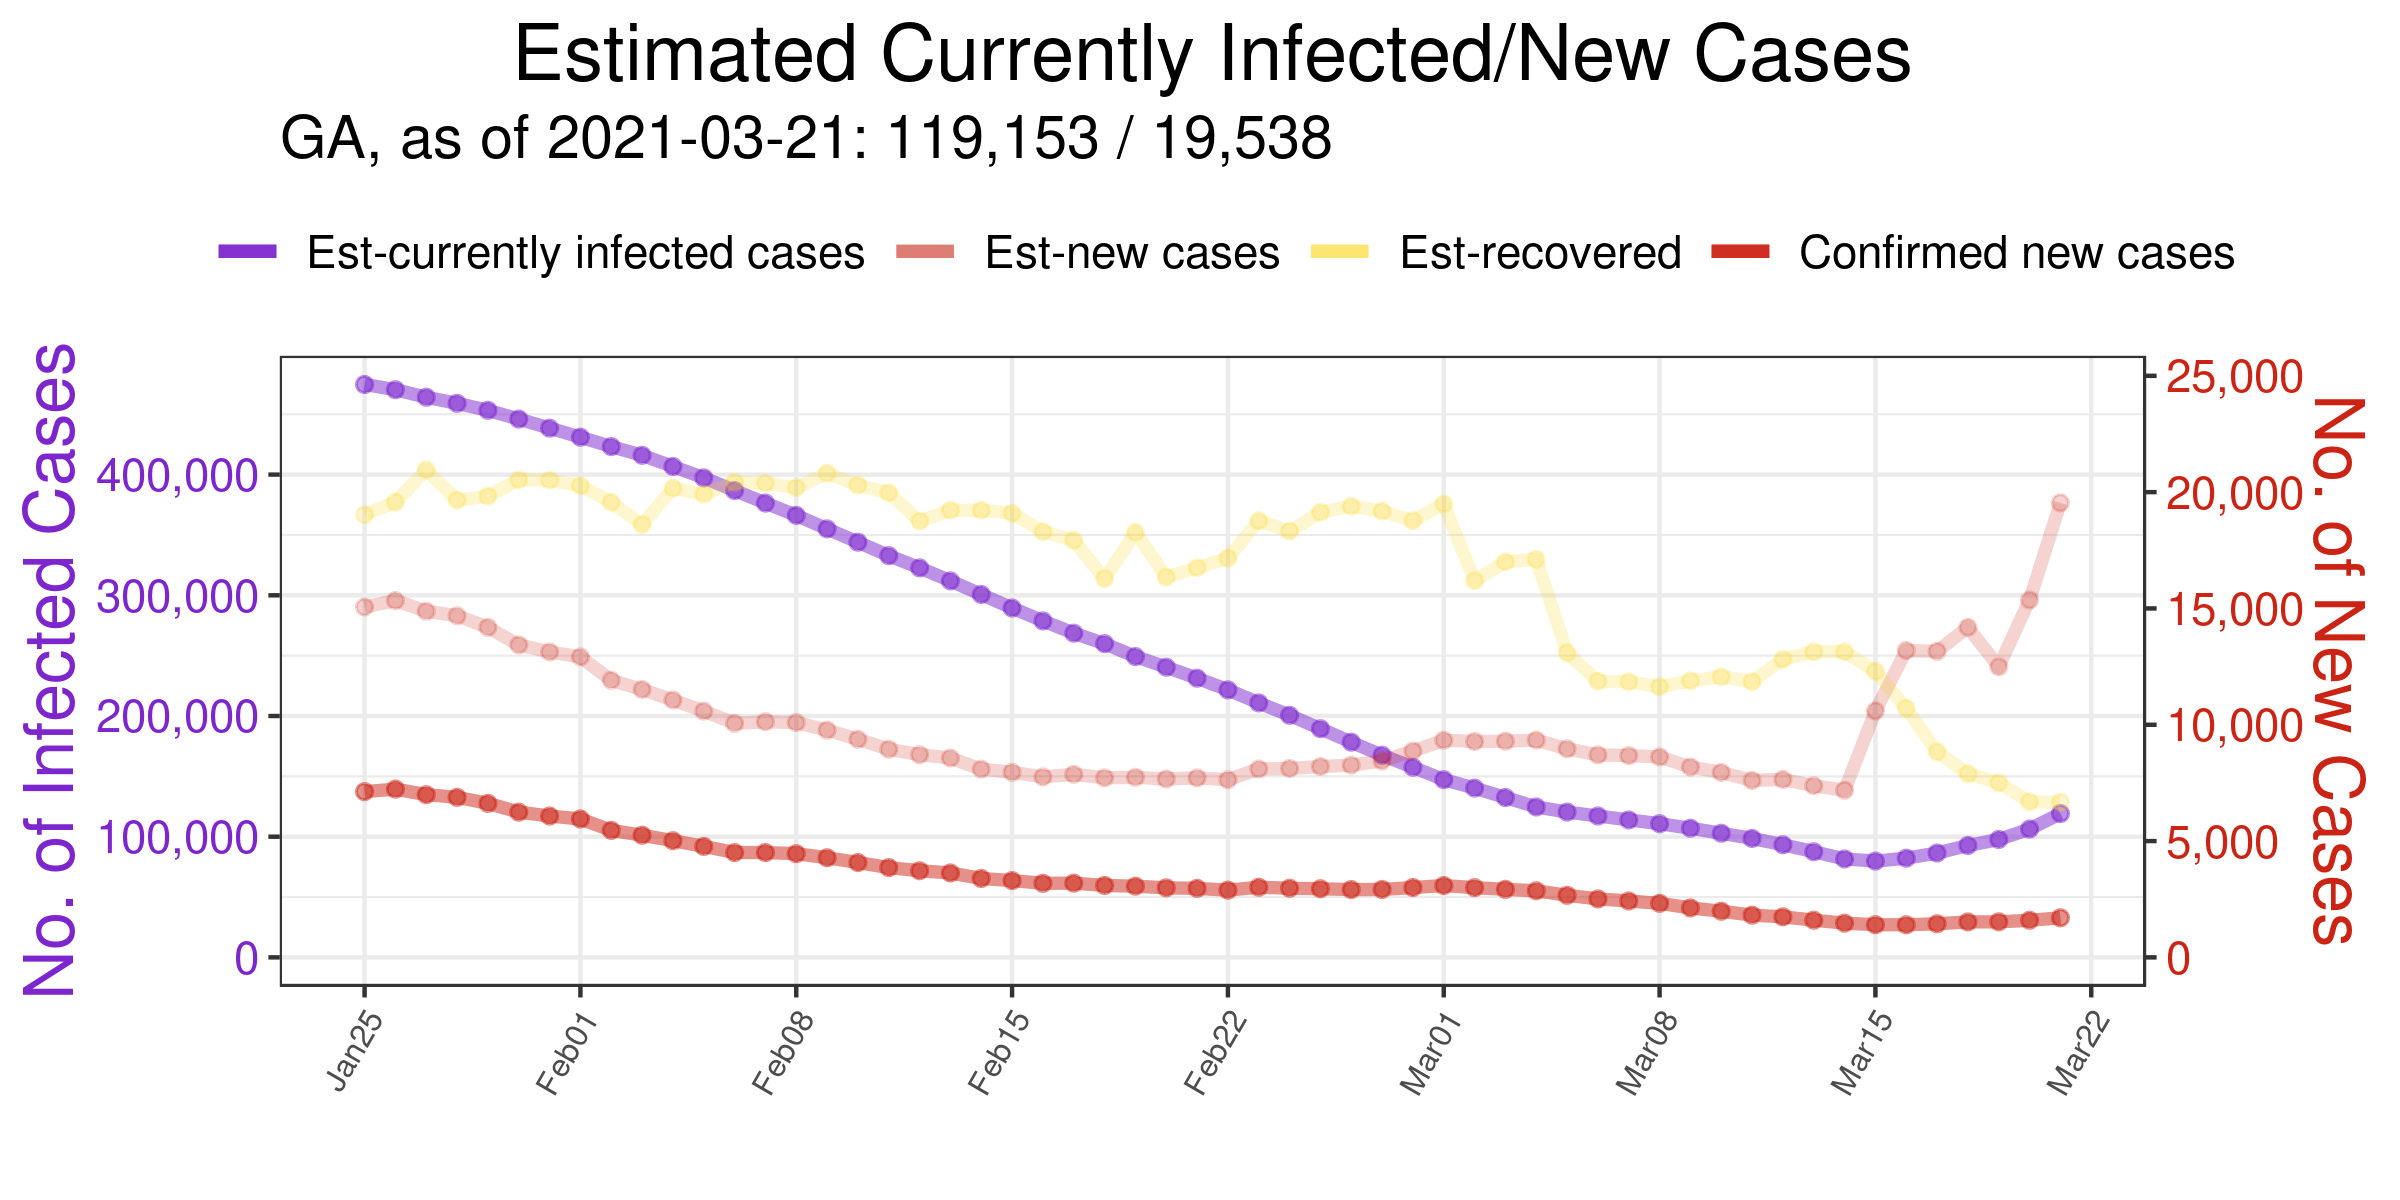 Estimated Currently Infected/New Cases
GA, as of 2021-03-21: 119,153 / 19,538
Est-currently infected cases Est-new cases Est-recovered Confirmed new cases
No. of Infected Cases
400,000
300,000
200,000
100,000
0
25,000
20,000
15,000
10,000
5,000
0
No. of New Cases
Jan25 Feb01 Feb08 Feb15 Feb22 Mar01 Mar08 Mar15 Mar22